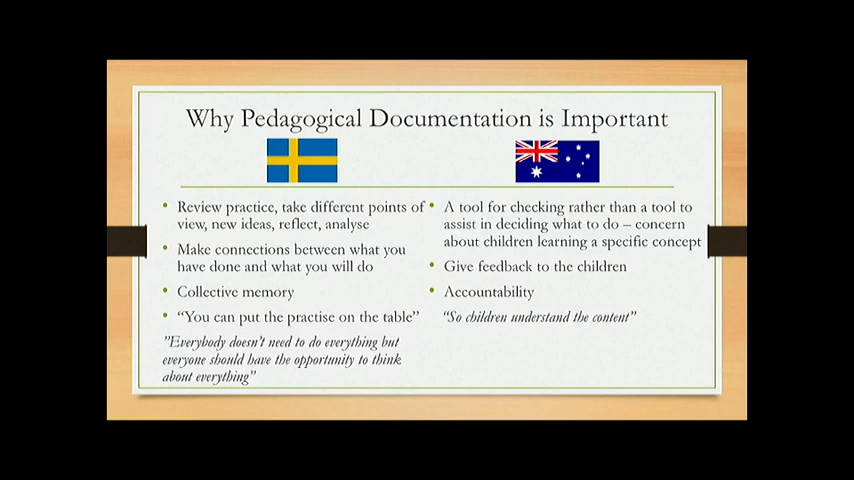 Why Pedagogical Documentation is Important
Review practice, take different points of
view, new ideas, reflect, analyse
Make connections between what you
have done and what you will do
Collective memory
“You can put the practise on the table”
”Everybody doesn’t need to do everything but
everyone should have the opportunity to think
about everything”
A tool for checking rather than a tool to
assist in deciding what to do – concern
about children learning a specific concept
Give feedback to the children
Accountability
“So children understand the content”